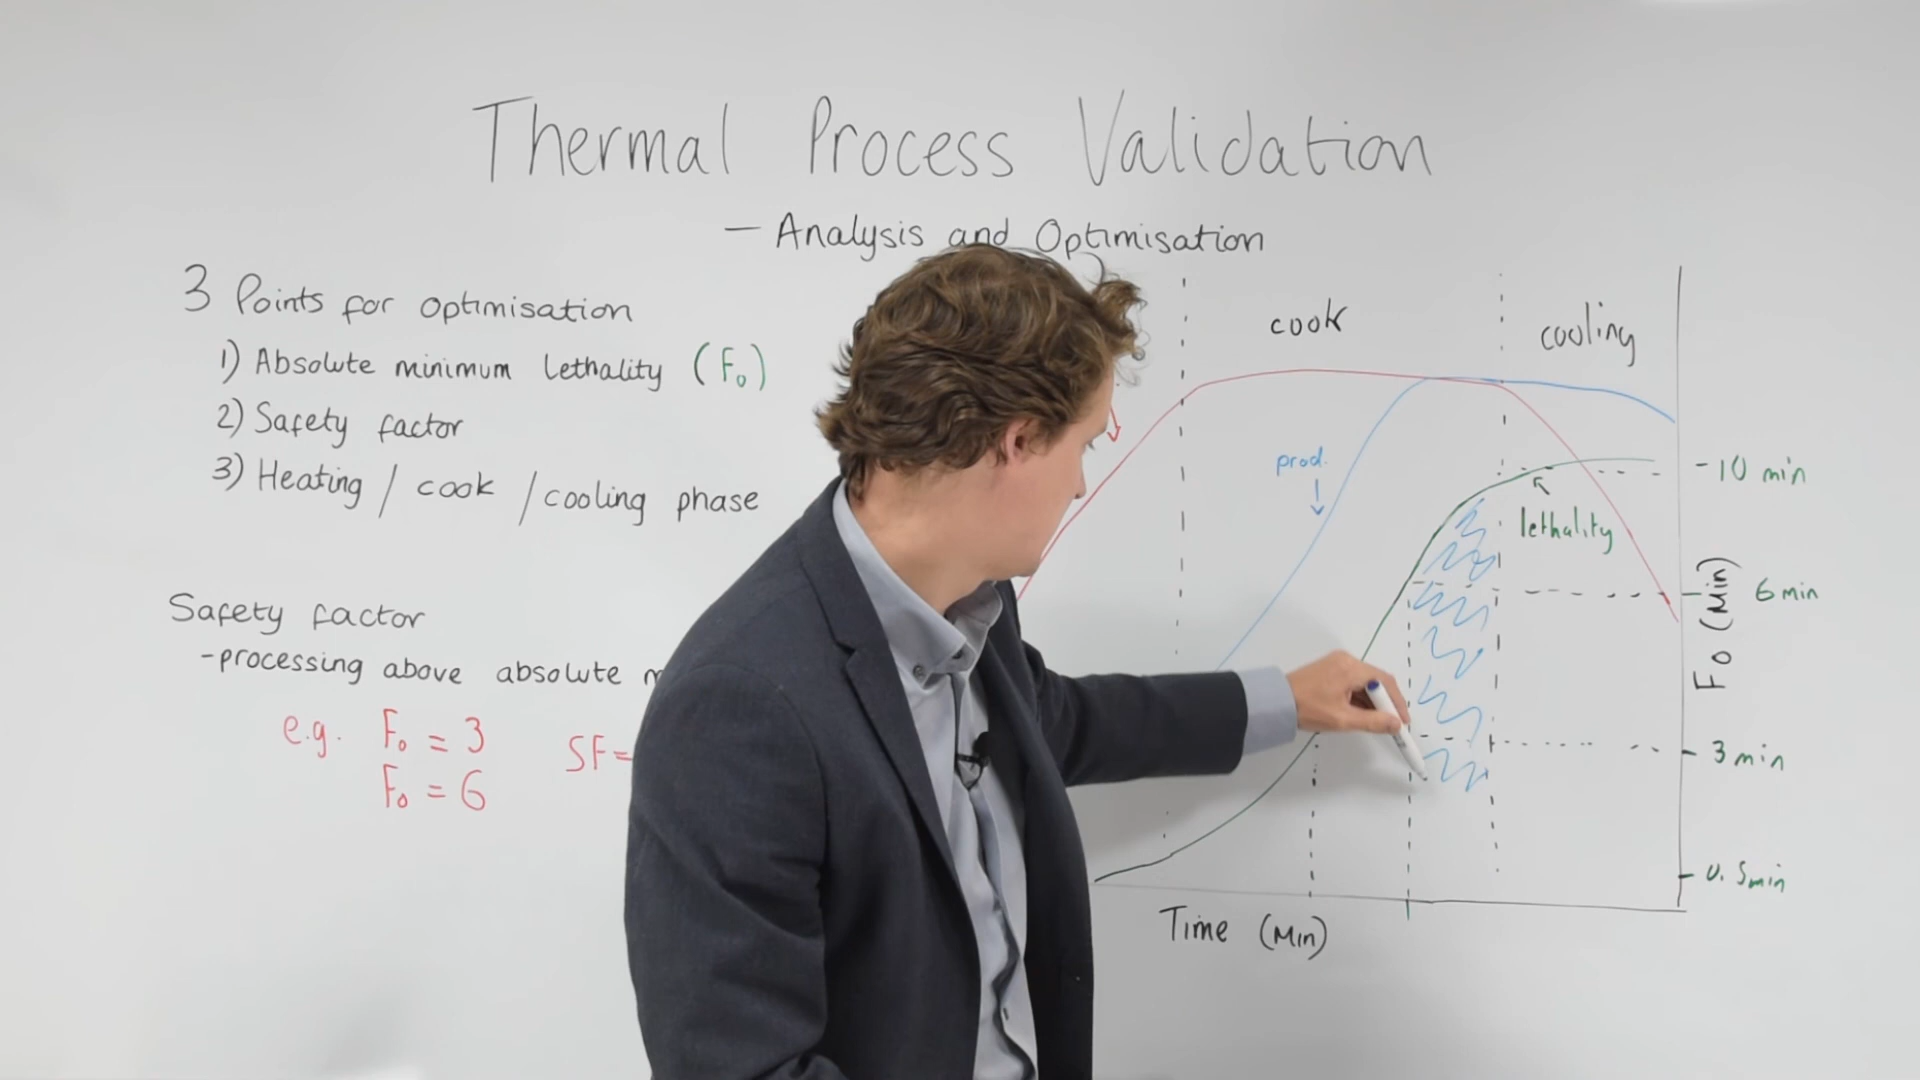 Thermal Process Validation
— Analysis and Optimisation
3 Points for optimisation
1) Absolute minimum lethality (F₀)
2) Safety factor
3) Heating / cook / cooling phase
Safety factor
-processing above absolute
e.g. F₀ = 3 SF=
F₀ = 6
cook
cooling
prod.
lethality
-10 min
6 min
3 min
0.5min
F0 (Min)
Time (Min)